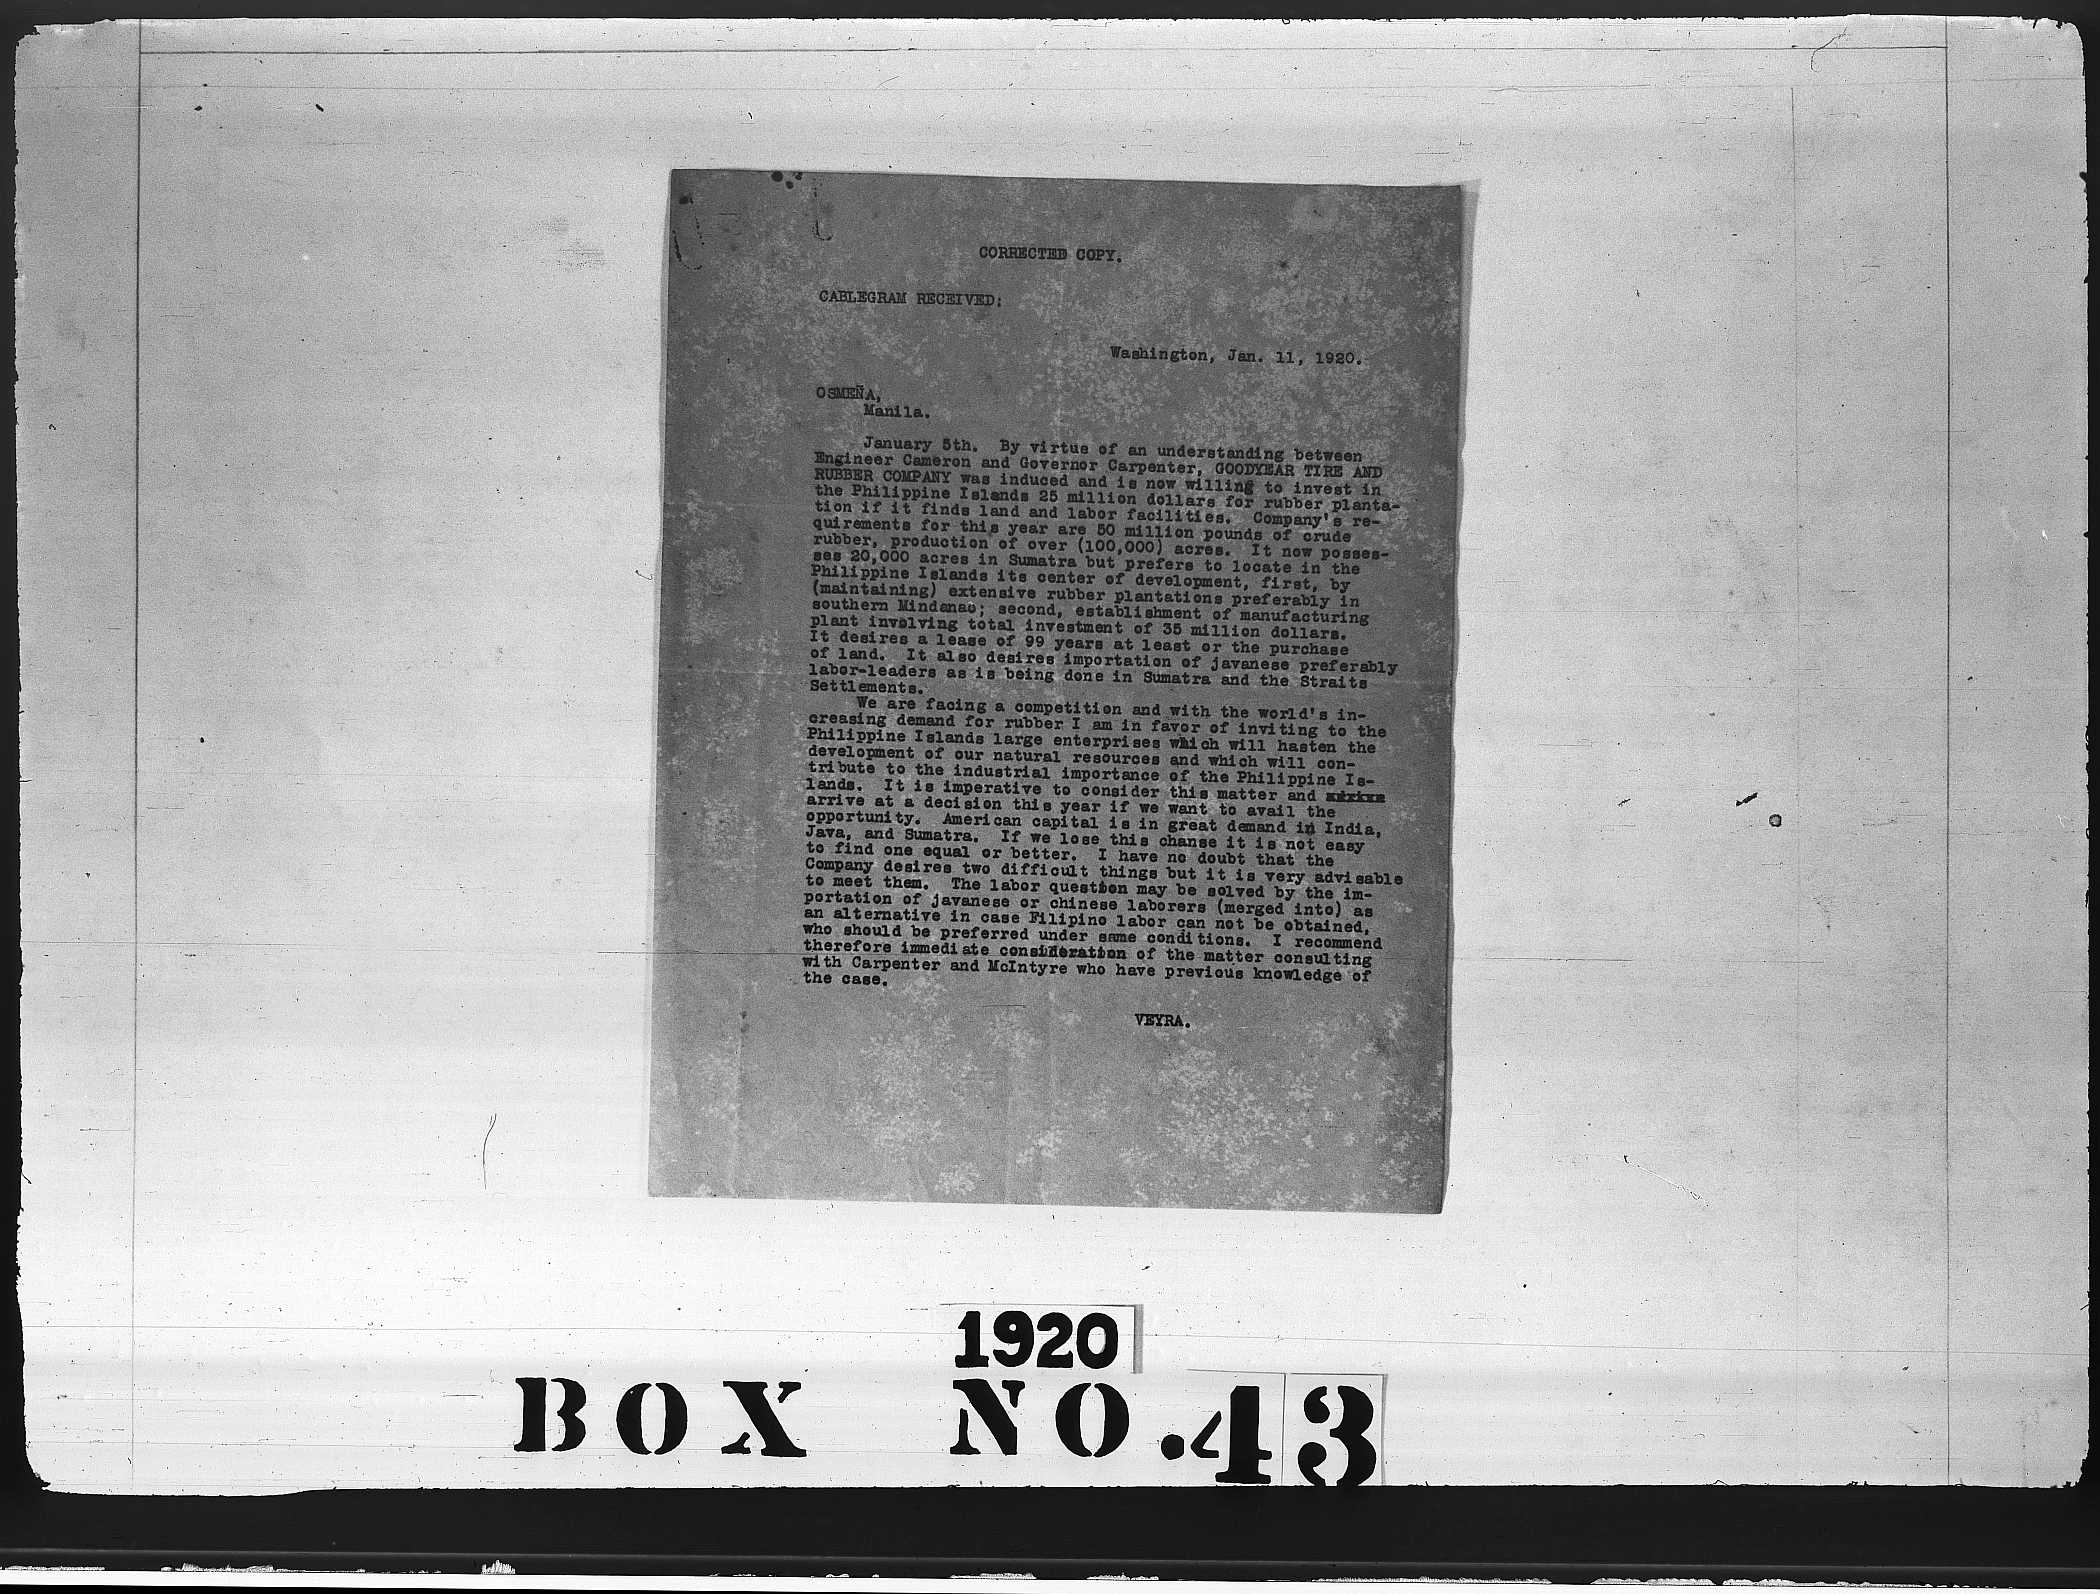 CORRECTED COPY.
CABLEGRAM RECEIVED:
Washington, Jan. 11, 1920.
OSMEÑA,
Manila.
January 5th. By virtue of an understanding between
Engineer Cameron and Governor Carpenter, GOODYEAR TIRE AND
RUBBER COMPANY was induced and is now willing to invest in
the Philippine Islands 25 million dollars for rubber planta-
tion if it finds land and labor facilities. Company's re-
quirements for this year are 50 million pounds of crude
rubber, production of over (100,000) acres. It now posses-
ses 20,000 acres in Sumatra but prefers to locate in the
Philippine Islands its center of development, first, by
(maintaining) extensive rubber plantations preferably in
southern Mindanao; second, establishment of manufacturing
plant involving total investment of 35 million dollars.
It desires a lease of 99 years at least or the purchase
of land. It also desires importation of javanese preferably
labor-leaders as is being done in Sumatra and the Straits
Settlements.
We are facing a competition and with the world's in-
creasing demand for rubber I am in favor of inviting to the
Philippine Islands large enterprises which will hasten the
development of our natural resources and which will con-
tribute to the industrial importance of the Philippine Is-
lands. It is imperative to consider this matter and
arrive at a decision this year if we want to avail the
opportunity. American capital is in great demand in India,
Java, and Sumatra. If we lose this chanse it is not easy
to find one equal or better. I have no doubt that the
Company desires two difficult things but it is very advisable
to meet them. The labor question may be solved by the im-
portation of javanese or chinese laborers (merged into) as
an alternative in case Filipino labor can not be obtained,
who should be preferred under same conditions. I recommend
therefore immediate consideration of the matter consulting
with Carpenter and McIntyre who have previous knowledge of
the case.
VEYRA.
1920
BOX NO.43